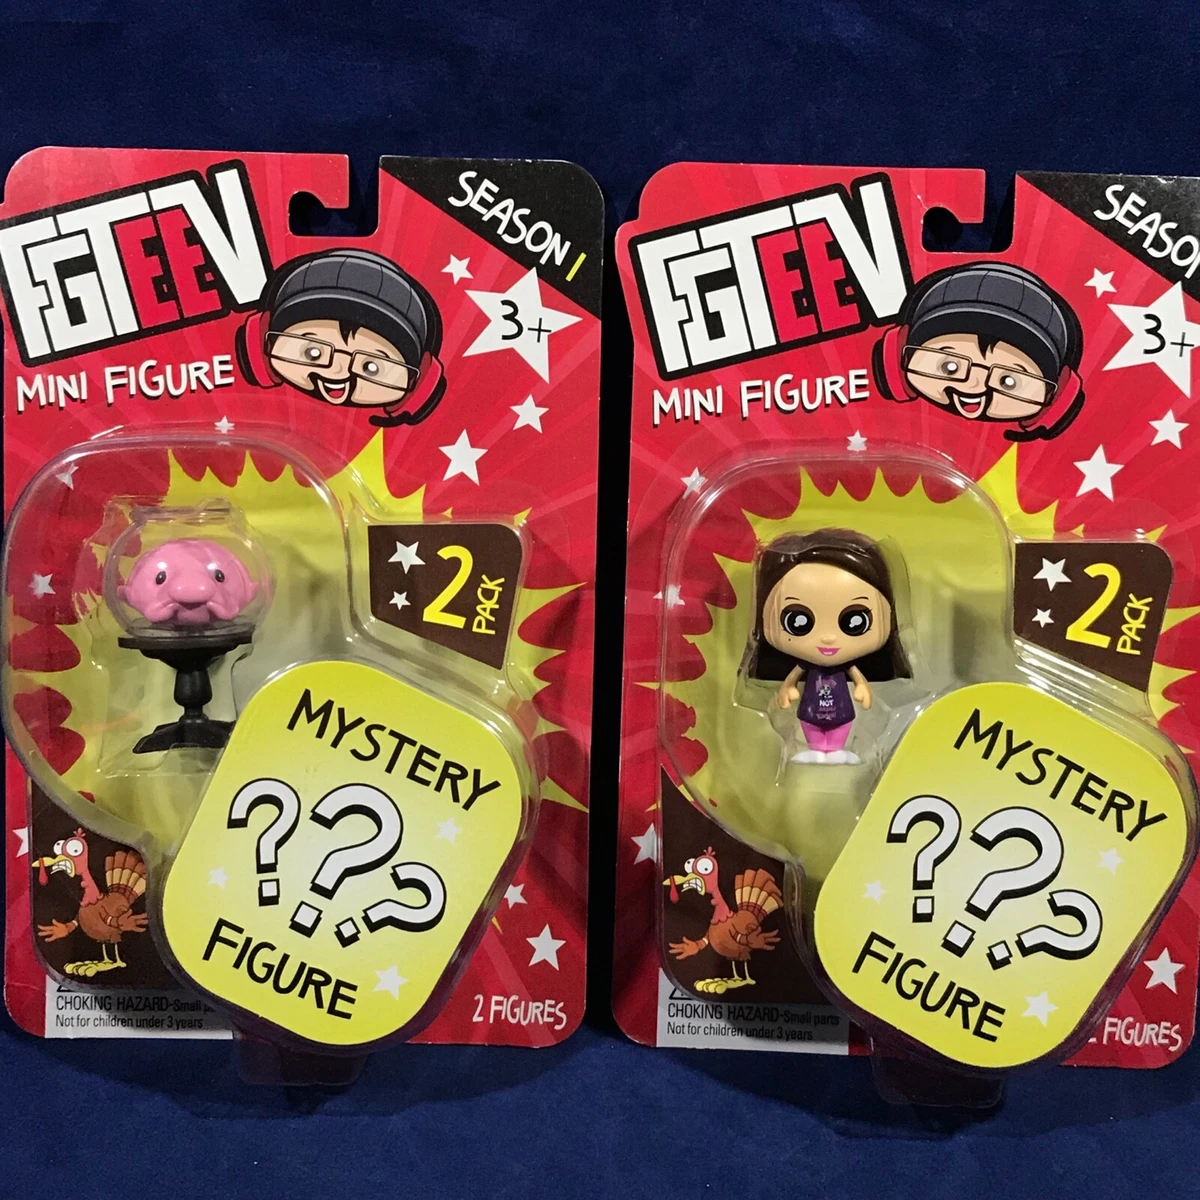 FGTEEV
MINI FIGURE
SEASON 1
3+
2
PACK
MYSTERY
???
FIGURE
CHOKING HAZARD-Small
Not for children under 3 years
2 FIGURES
FGTEEV
MINI FIGURE
SEASON
3+
2
PACK
NOT
MYSTERY
???
FIGURE
CHOKING HAZARD-Small parts
Not for children under 3 years
2 FIGURES